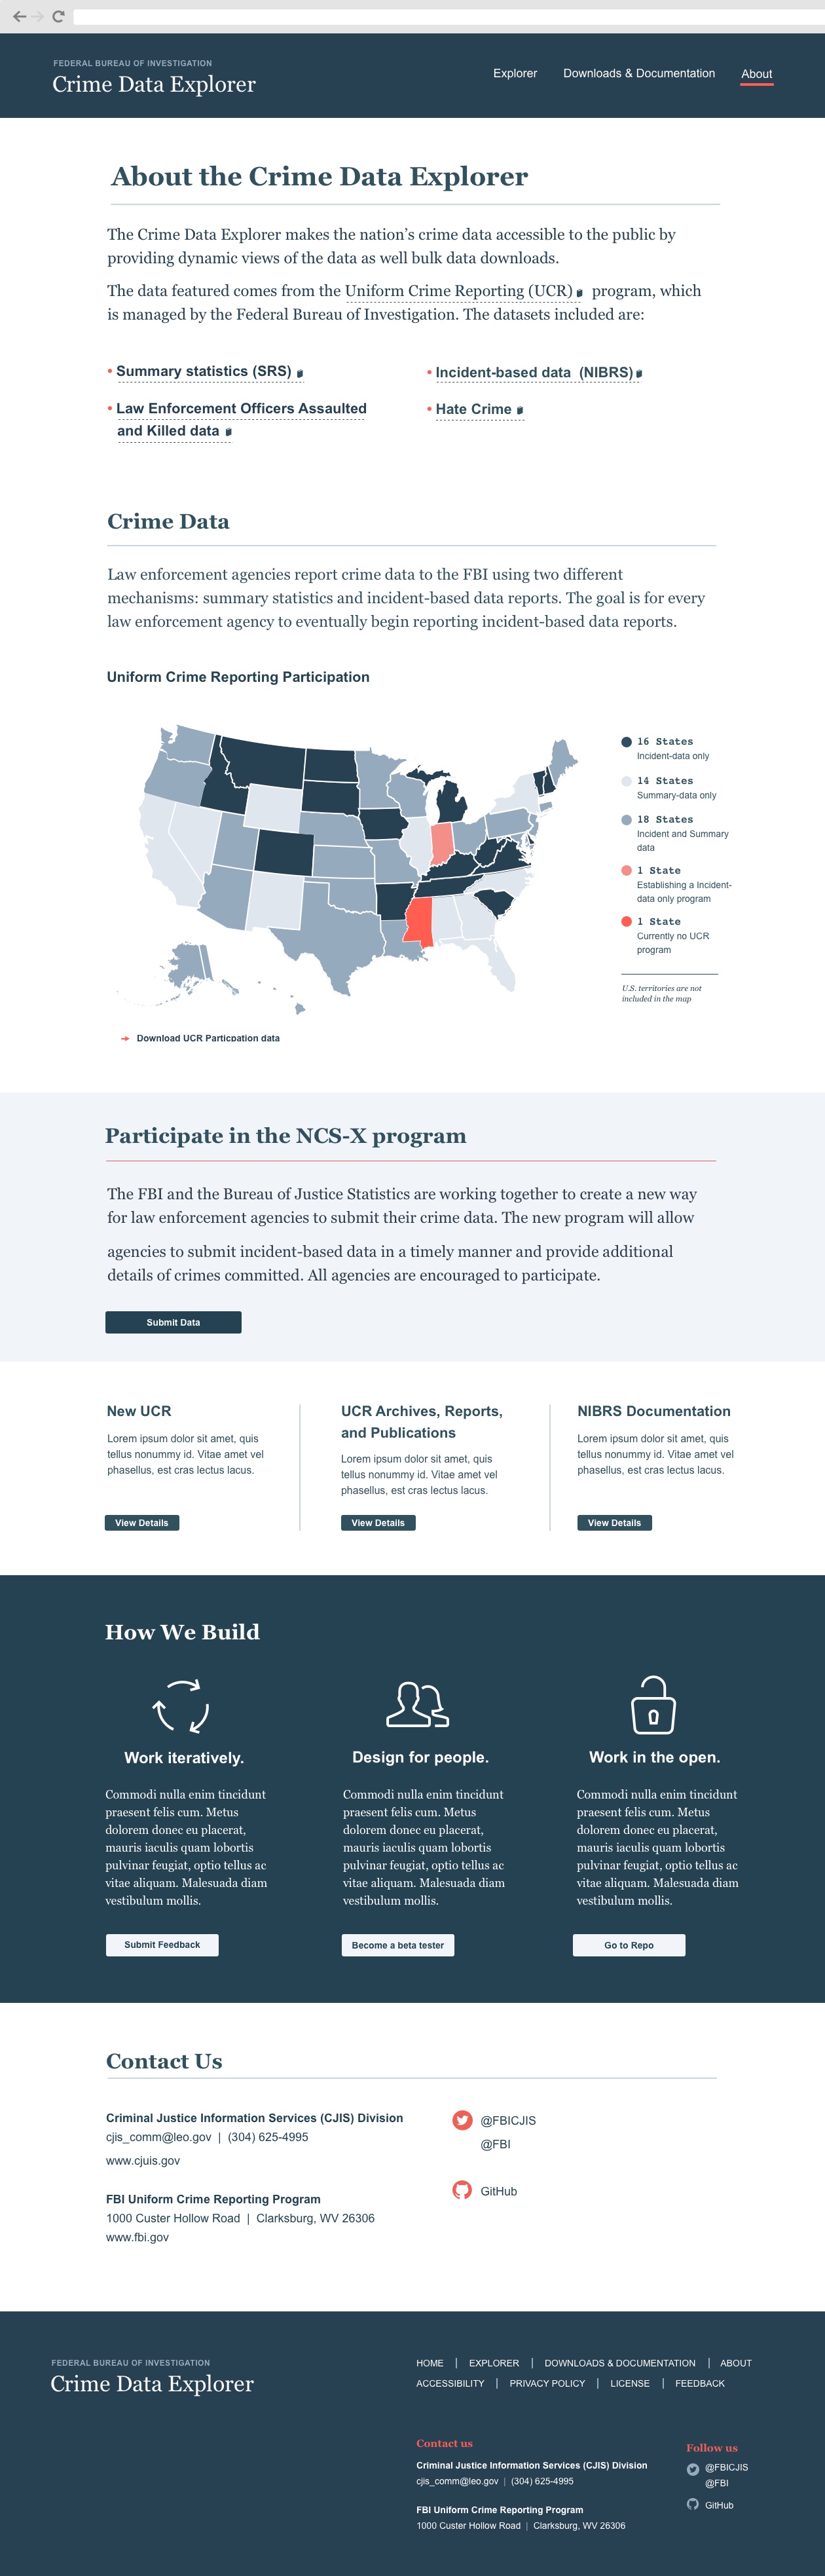 FEDERAL BUREAU OF INVESTIGATION
Crime Data Explorer
Explorer
Downloads & Documentation
About
About the Crime Data Explorer
The Crime Data Explorer makes the nation’s crime data accessible to the public by
providing dynamic views of the data as well bulk data downloads.
The data featured comes from the Uniform Crime Reporting (UCR) program, which
is managed by the Federal Bureau of Investigation. The datasets included are:
• Summary statistics (SRS)
• Incident-based data (NIBRS)
• Law Enforcement Officers Assaulted
and Killed data
• Hate Crime
Crime Data
Law enforcement agencies report crime data to the FBI using two different
mechanisms: summary statistics and incident-based data reports. The goal is for every
law enforcement agency to eventually begin reporting incident-based data reports.
Uniform Crime Reporting Participation
16 States
Incident-data only
14 States
Summary-data only
18 States
Incident and Summary
data
1 State
Establishing a Incident-
data only program
1 State
Currently no UCR
program
U.S. territories are not
included in the map
Download UCR Particpation data
Participate in the NCS-X program
The FBI and the Bureau of Justice Statistics are working together to create a new way
for law enforcement agencies to submit their crime data. The new program will allow
agencies to submit incident-based data in a timely manner and provide additional
details of crimes committed. All agencies are encouraged to participate.
Submit Data
New UCR
Lorem ipsum dolor sit amet, quis
tellus nonummy id. Vitae amet vel
phasellus, est cras lectus lacus.
View Details
UCR Archives, Reports,
and Publications
Lorem ipsum dolor sit amet, quis
tellus nonummy id. Vitae amet vel
phasellus, est cras lectus lacus.
View Details
NIBRS Documentation
Lorem ipsum dolor sit amet, quis
tellus nonummy id. Vitae amet vel
phasellus, est cras lectus lacus.
View Details
How We Build
Work iteratively.
Commodi nulla enim tincidunt
praesent felis cum. Metus
dolorem donec eu placerat,
mauris iaculis quam lobortis
pulvinar feugiat, optio tellus ac
vitae aliquam. Malesuada diam
vestibulum mollis.
Submit Feedback
Design for people.
Commodi nulla enim tincidunt
praesent felis cum. Metus
dolorem donec eu placerat,
mauris iaculis quam lobortis
pulvinar feugiat, optio tellus ac
vitae aliquam. Malesuada diam
vestibulum mollis.
Become a beta tester
Work in the open.
Commodi nulla enim tincidunt
praesent felis cum. Metus
dolorem donec eu placerat,
mauris iaculis quam lobortis
pulvinar feugiat, optio tellus ac
vitae aliquam. Malesuada diam
vestibulum mollis.
Go to Repo
Contact Us
Criminal Justice Information Services (CJIS) Division
cjis_comm@leo.gov | (304) 625-4995
www.cjuis.gov
FBI Uniform Crime Reporting Program
1000 Custer Hollow Road | Clarksburg, WV 26306
www.fbi.gov
@FBICJIS
@FBI
GitHub
FEDERAL BUREAU OF INVESTIGATION
Crime Data Explorer
HOME | EXPLORER | DOWNLOADS & DOCUMENTATION | ABOUT
ACCESSIBILITY | PRIVACY POLICY | LICENSE | FEEDBACK
Contact us
Criminal Justice Information Services (CJIS) Division
cjis_comm@leo.gov | (304) 625-4995
FBI Uniform Crime Reporting Program
1000 Custer Hollow Road | Clarksburg, WV 26306
Follow us
@FBICJIS
@FBI
GitHub